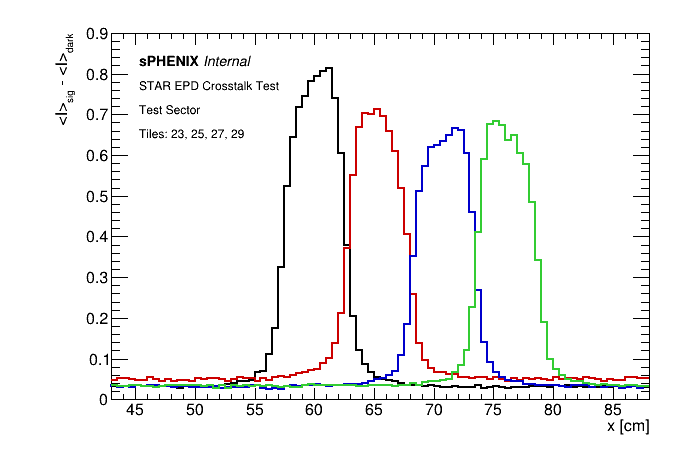 <I>sig - <I>dark
0.9
0.8
0.7
0.6
0.5
0.4
0.3
0.2
0.1
0
sPHENIX Internal
STAR EPD Crosstalk Test
Test Sector
Tiles: 23, 25, 27, 29
45 50 55 60 65 70 75 80 85
x [cm]